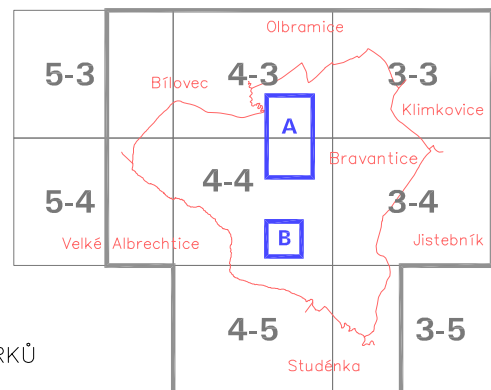 Olbramice
5-3 4-3 3-3
Bílovec
Klimkovice
A
Bravantice
4-4
5-4 3-4
B
Velké Albrechtice Jistebník
4-5 3-5
RKŮ
Studénka